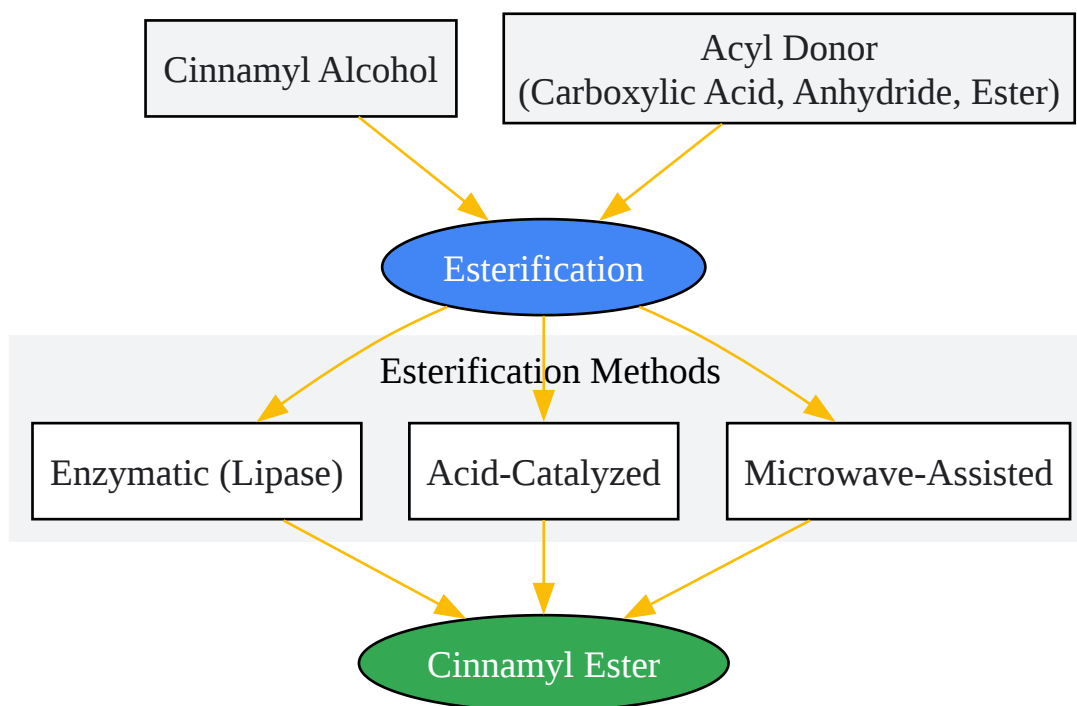 Cinnamyl Alcohol
Acyl Donor
(Carboxylic Acid, Anhydride, Ester)
Esterification
Esterification Methods
Enzymatic (Lipase)
Acid-Catalyzed
Microwave-Assisted
Cinnamyl Ester